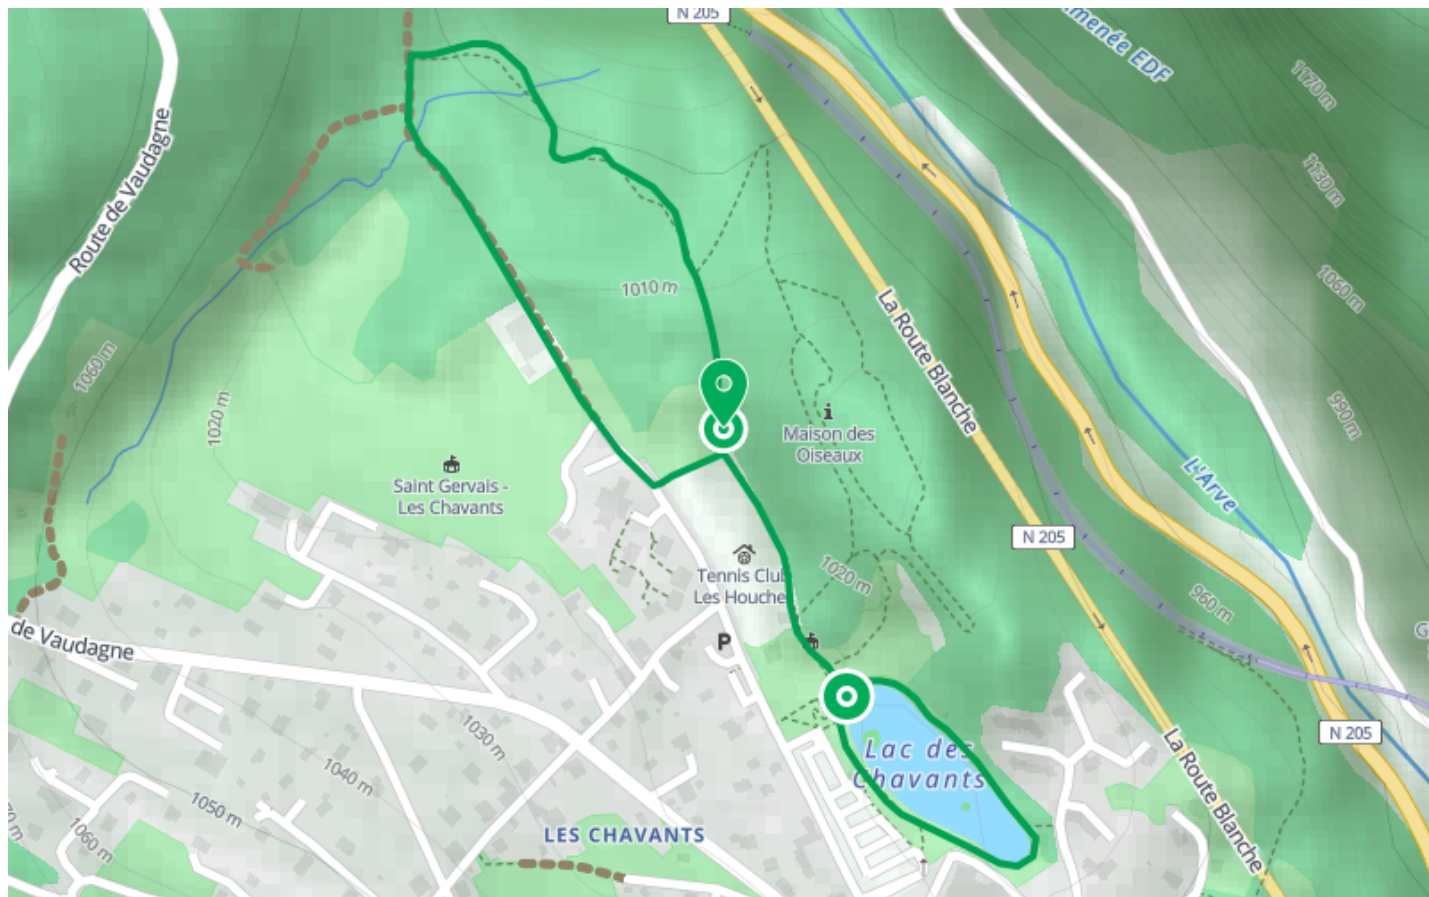 N 205
menée EDF
1170 m
Route de Vaudagne
1130 m
1010 m
1060 m
La Route Blanche
1060 m
1020 m
990 m
Maison des
Oiseaux
L'Arve
Saint Gervais -
Les Chavants
N 205
1020 m
Tennis Club
Les Houche
960 m
de Vaudagne
P
G
1030 m
N 205
Lac des
Chavants
1040 m
La Route Blanche
1050 m
LES CHAVANTS
1060 m